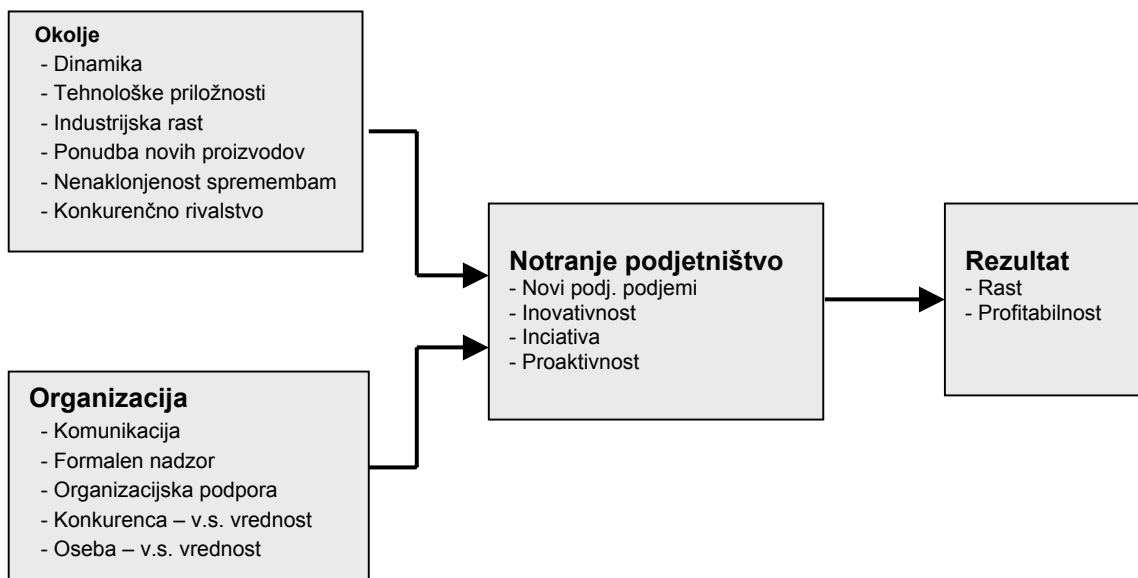 Okolje
- Dinamika
- Tehnološke priložnosti
- Industrijska rast
- Ponudba novih proizvodov
- Nenaklonjenost spremembam
- Konkurenčno rivalstvo
Organizacija
- Komunikacija
- Formalen nadzor
- Organizacijska podpora
- Konkurenca – v.s. vrednost
- Oseba – v.s. vrednost
Notranje podjetništvo
- Novi podj. podjemi
- Inovativnost
- Inciativa
- Proaktivnost
Rezultat
- Rast
- Profitabilnost